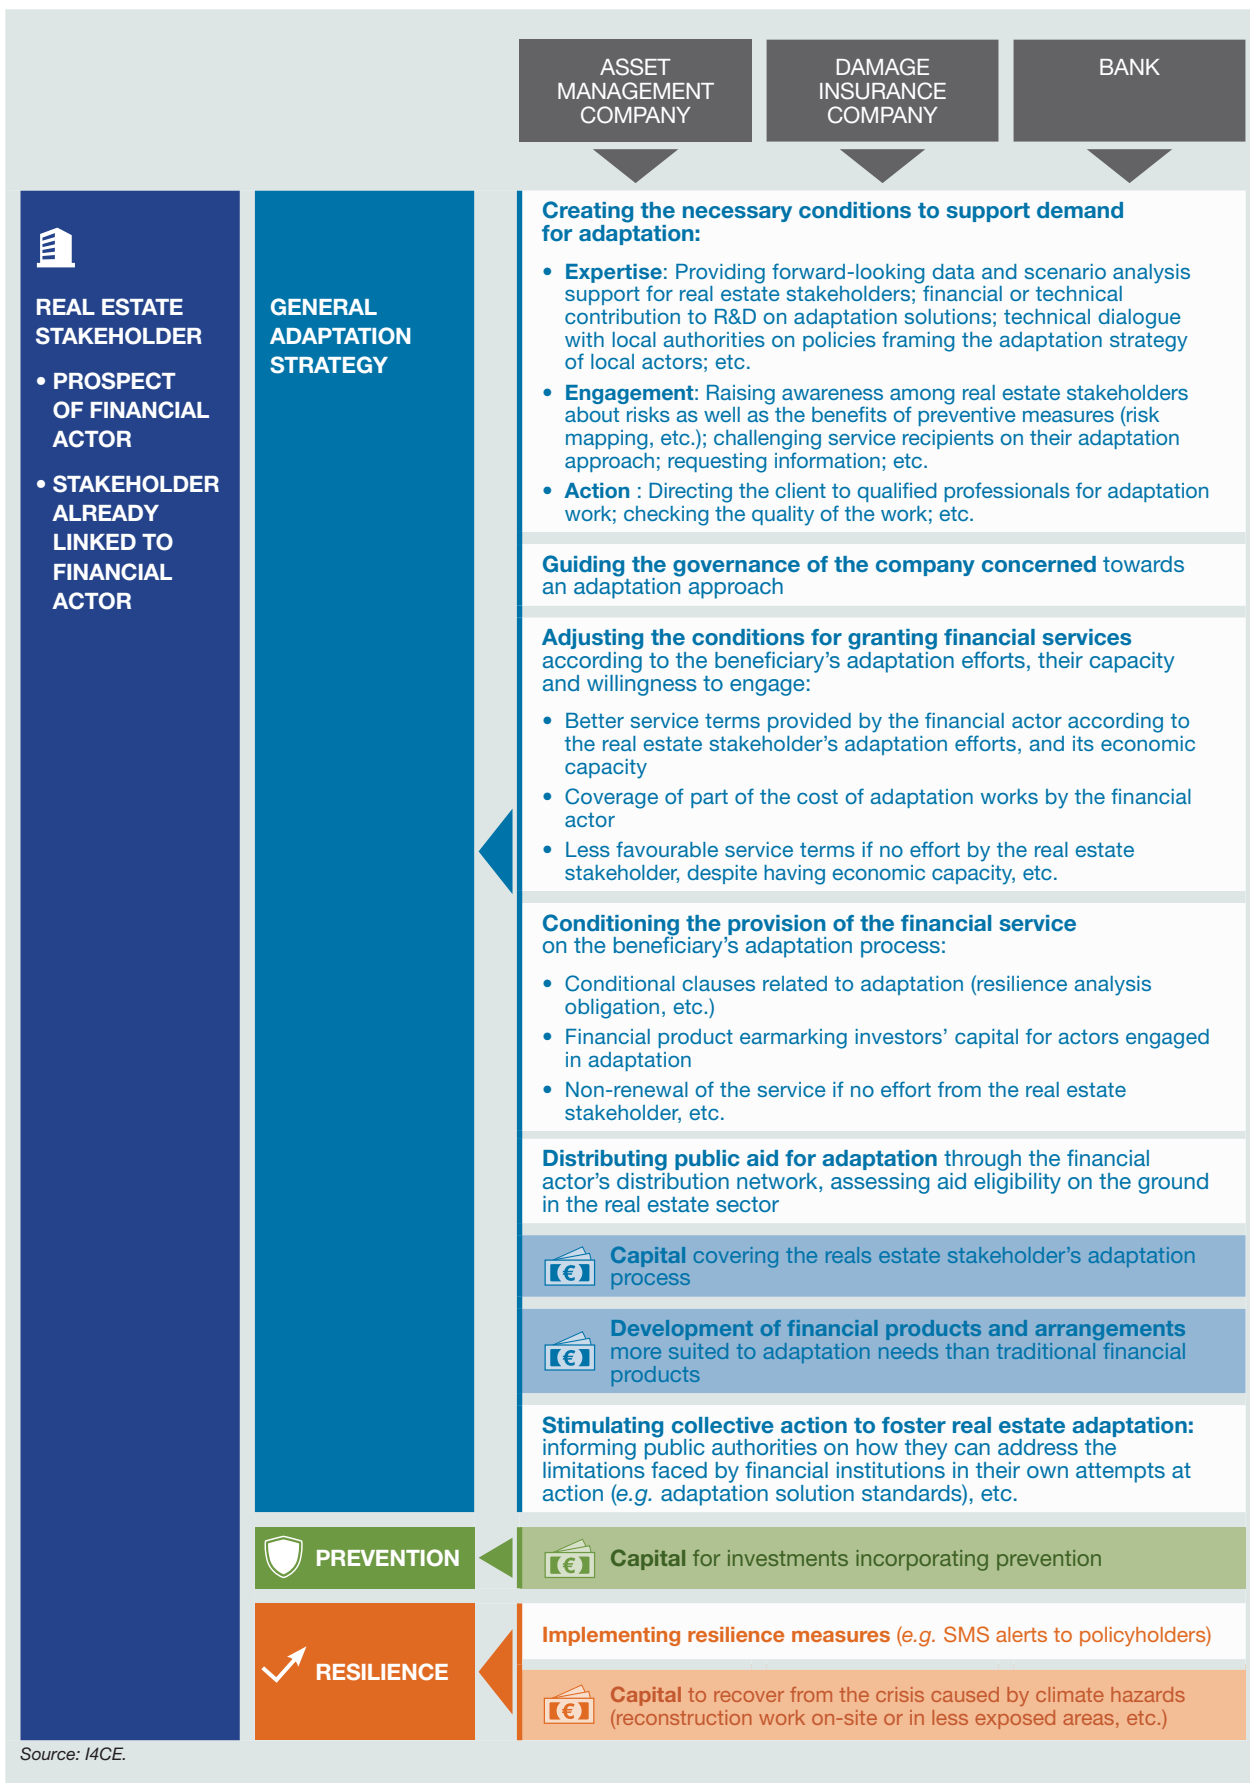 ASSET
MANAGEMENT
COMPANY
DAMAGE
INSURANCE
COMPANY
BANK
REAL ESTATE
STAKEHOLDER
• PROSPECT
OF FINANCIAL
ACTOR
• STAKEHOLDER
ALREADY
LINKED TO
FINANCIAL
ACTOR
GENERAL
ADAPTATION
STRATEGY
Creating the necessary conditions to support demand
for adaptation:
• Expertise: Providing forward-looking data and scenario analysis
support for real estate stakeholders; financial or technical
contribution to R&D on adaptation solutions; technical dialogue
with local authorities on policies framing the adaptation strategy
of local actors; etc.
• Engagement: Raising awareness among real estate stakeholders
about risks as well as the benefits of preventive measures (risk
mapping, etc.); challenging service recipients on their adaptation
approach; requesting information; etc.
• Action : Directing the client to qualified professionals for adaptation
work; checking the quality of the work; etc.
Guiding the governance of the company concerned towards
an adaptation approach
Adjusting the conditions for granting financial services
according to the beneficiary's adaptation efforts, their capacity
and willingness to engage:
• Better service terms provided by the financial actor according to
the real estate stakeholder's adaptation efforts, and its economic
capacity
• Coverage of part of the cost of adaptation works by the financial
actor
• Less favourable service terms if no effort by the real estate
stakeholder, despite having economic capacity, etc.
Conditioning the provision of the financial service
on the beneficiary's adaptation process:
• Conditional clauses related to adaptation (resilience analysis
obligation, etc.)
• Financial product earmarking investors' capital for actors engaged
in adaptation
• Non-renewal of the service if no effort from the real estate
stakeholder, etc.
Distributing public aid for adaptation through the financial
actor's distribution network, assessing aid eligibility on the ground
in the real estate sector
€
Capital covering the reals estate stakeholder's adaptation
process
€
Development of financial products and arrangements
more suited to adaptation needs than traditional financial
products
Stimulating collective action to foster real estate adaptation:
informing public authorities on how they can address the
limitations faced by financial institutions in their own attempts at
action (e.g. adaptation solution standards), etc.
PREVENTION
€
Capital for investments incorporating prevention
RESILIENCE
Implementing resilience measures (e.g. SMS alerts to policyholders)
€
Capital to recover from the crisis caused by climate hazards
(reconstruction work on-site or in less exposed areas, etc.)
Source: I4CE.